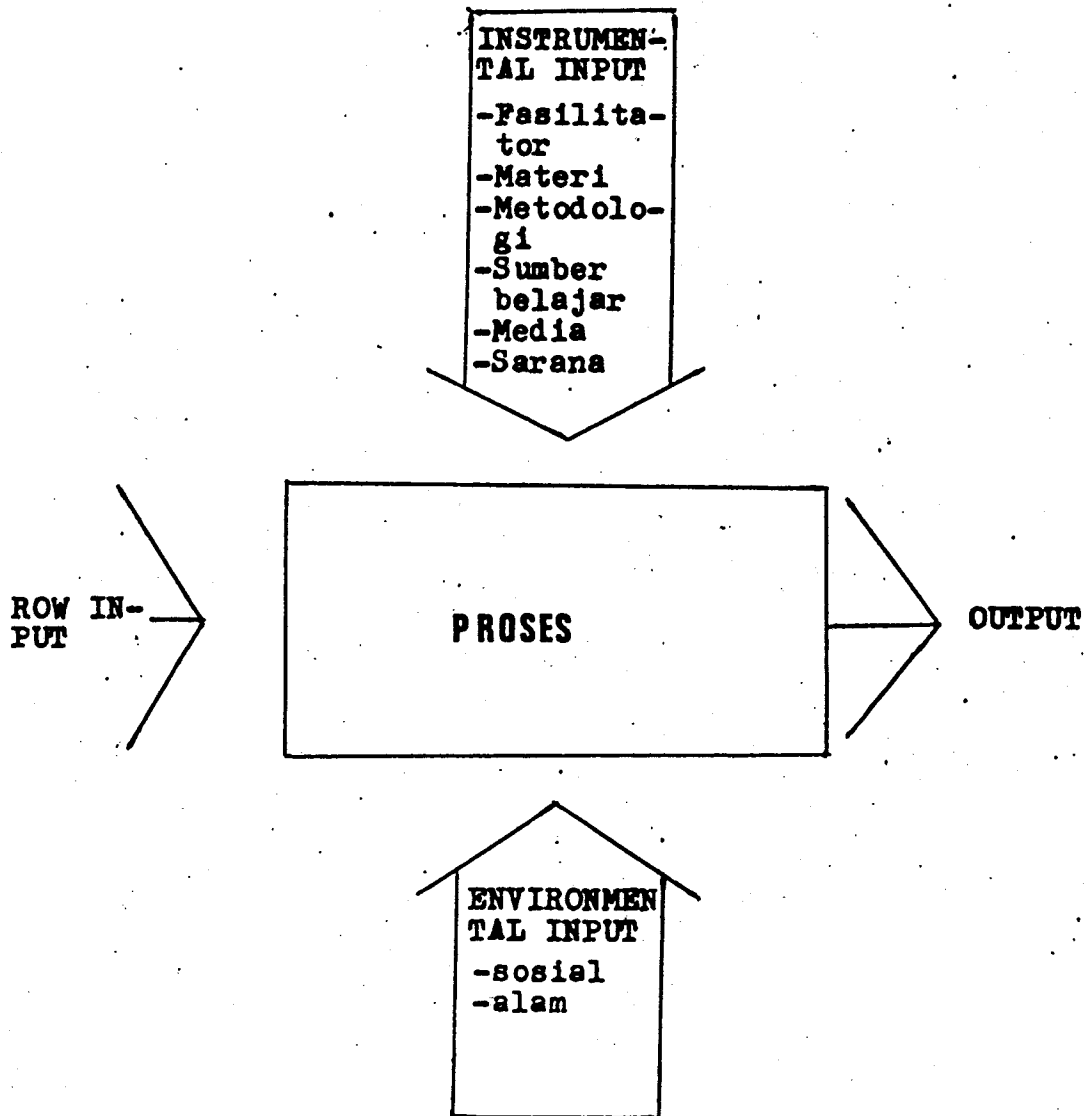 INSTRUMEN-
TAL INPUT
-Fasilita-
tor
-Materi
-Metodolo-
gi
-Sumber
belajar
-Media
-Sarana
ROW IN-
PUT
PROSES
OUTPUT
ENVIRONMEN
TAL INPUT
-sosial
-alam